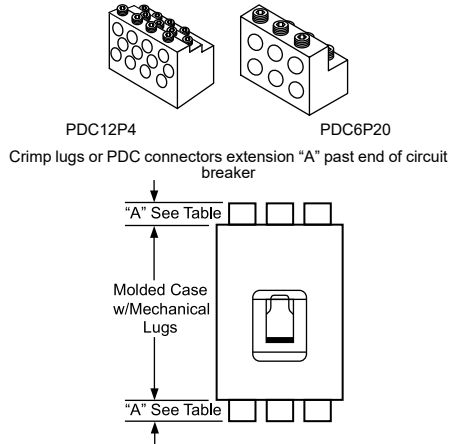 PDC12P4
PDC6P20
Crimp lugs or PDC connectors extension “A” past end of circuit
breaker
“A” See Table
Molded Case
w/Mechanical
Lugs
“A” See Table